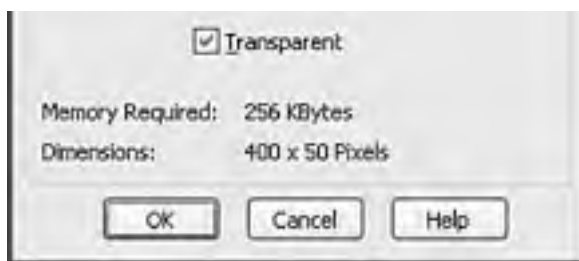 Transparent
Memory Required: 256 KBytes
Dimensions: 400 x 50 Pixels
OK Cancel Help